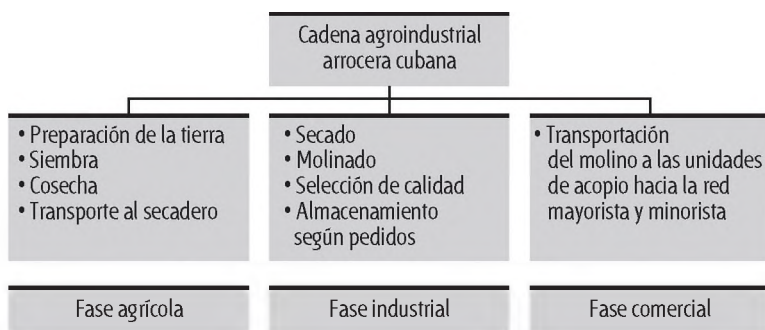 Cadena agroindustrial
arrocera cubana
• Preparación de la tierra
• Siembra
• Cosecha
• Transporte al secadero
• Secado
• Molinado
• Selección de calidad
• Almacenamiento
según pedidos
• Transportación
del molino a las unidades
de acopio hacia la red
mayorista y minorista
Fase agrícola
Fase industrial
Fase comercial